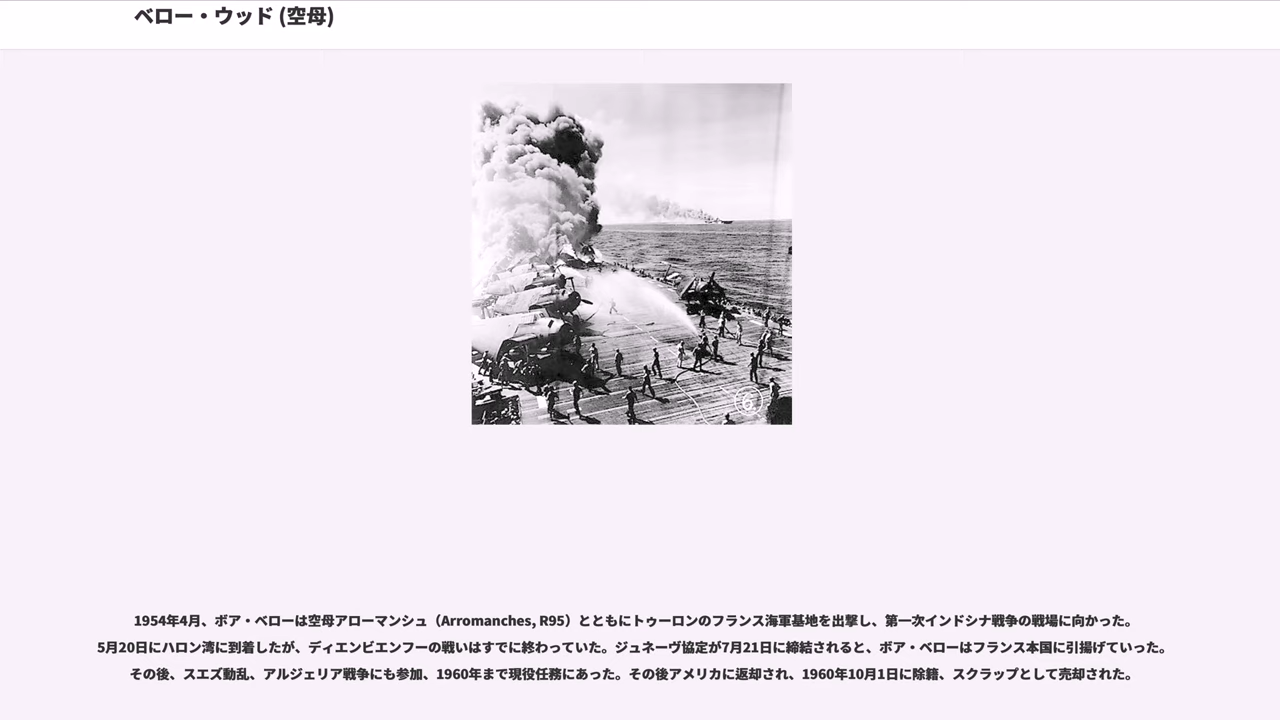 ベロー・ウッド (空母)
6
1954年4月、ボア・ベローは空母アローマンシュ（Arromanches, R95）とともにトゥーロンのフランス海軍基地を出撃し、第一次インドシナ戦争の戦場に向かった。
5月20日にハロン湾に到着したが、ディエンビエンフーの戦いはすでに終わっていた。ジュネーヴ協定が7月21日に締結されると、ボア・ベローはフランス本国に引揚げていった。
その後、スエズ動乱、アルジェリア戦争にも参加、1960年まで現役任務にあった。その後アメリカに返却され、1960年10月1日に除籍、スクラップとして売却された。